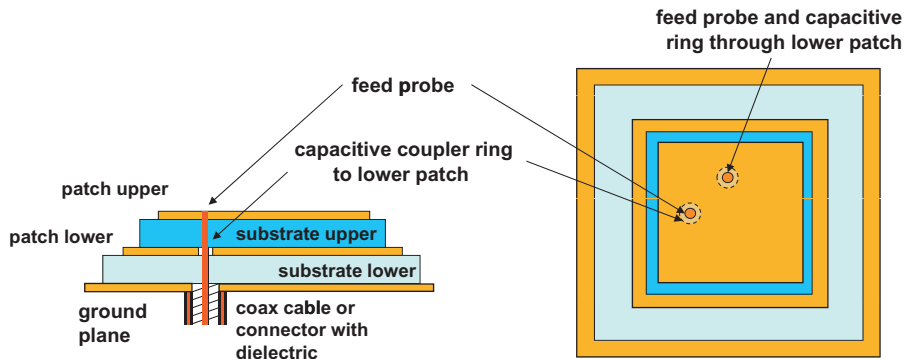 feed probe and capacitive
ring through lower patch
feed probe
capacitive coupler ring
to lower patch
patch upper
patch lower
substrate upper
substrate lower
ground
plane
coax cable or
connector with
dielectric